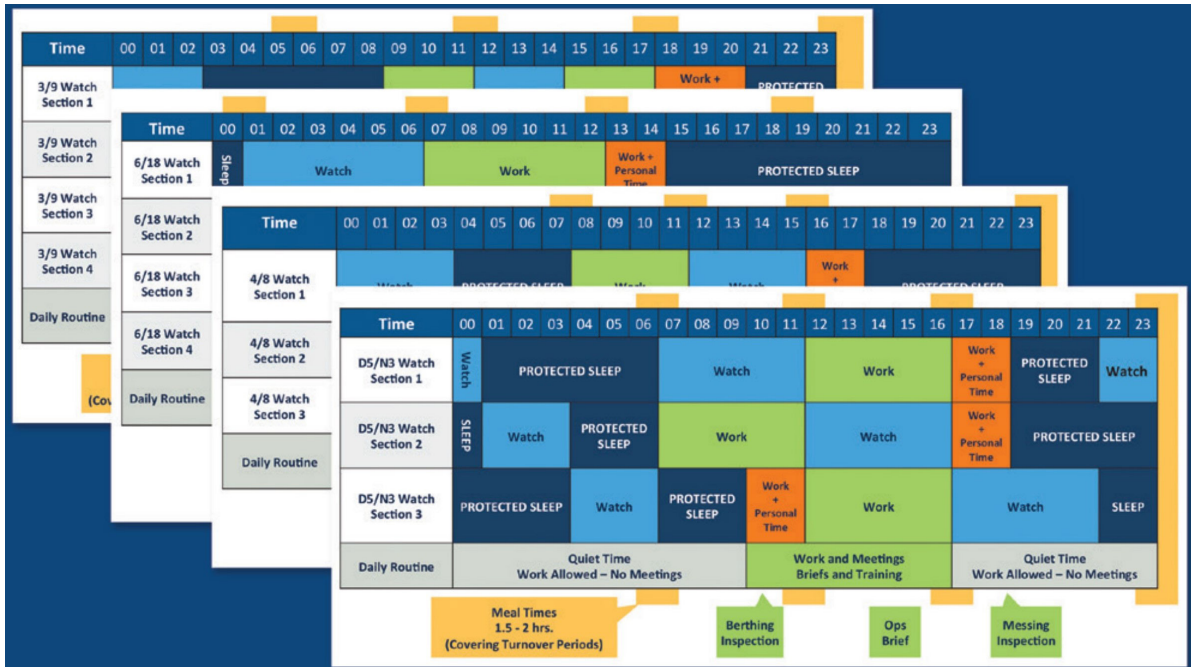 Time 00 01 02 03 04 05 06 07 08 09 10 11 12 13 14 15 16 17 18 19 20 21 22 23
3/9 Watch
Section 1
Work +
PROTECTED
3/9 Watch
Section 2
3/9 Watch
Section 3
3/9 Watch
Section 4
Daily Routine
(Cov
Time 00 01 02 03 04 05 06 07 08 09 10 11 12 13 14 15 16 17 18 19 20 21 23
6/18 Watch
Section 1
Sleep
Watch
Work
Work +
Personal
Time
PROTECTED SLEEP
6/18 Watch
Section 2
6/18 Watch
Section 3
6/18 Watch
Section 4
Daily Routine
Time 00 01 02 03 04 05 06 07 08 09 10 11 12 13 14 15 16 17 18 19 20 21 22 23
4/8 Watch
Section 1
Watch
PROTECTED SLEEP
Work
Watch
Work
+
PROTECTED SLEEP
4/8 Watch
Section 2
4/8 Watch
Section 3
Daily Routine
Time 00 01 02 03 04 05 06 07 08 09 10 11 12 13 14 15 16 17 18 19 20 21 22 23
D5/N3 Watch
Section 1
Watch
PROTECTED SLEEP
Watch
Work
Work
+
Personal
Time
PROTECTED
SLEEP
Watch
D5/N3 Watch
Section 2
SLEEP
Watch
PROTECTED
SLEEP
Work
Watch
Work
+
Personal
Time
PROTECTED SLEEP
D5/N3 Watch
Section 3
PROTECTED SLEEP
Watch
PROTECTED
SLEEP
Work
+
Personal
Time
Work
Watch
SLEEP
Daily Routine
Quiet Time
Work Allowed – No Meetings
Work and Meetings
Briefs and Training
Quiet Time
Work Allowed – No Meetings
Meal Times
1.5 - 2 hrs.
(Covering Turnover Periods)
Berthing
Inspection
Ops
Brief
Messing
Inspection